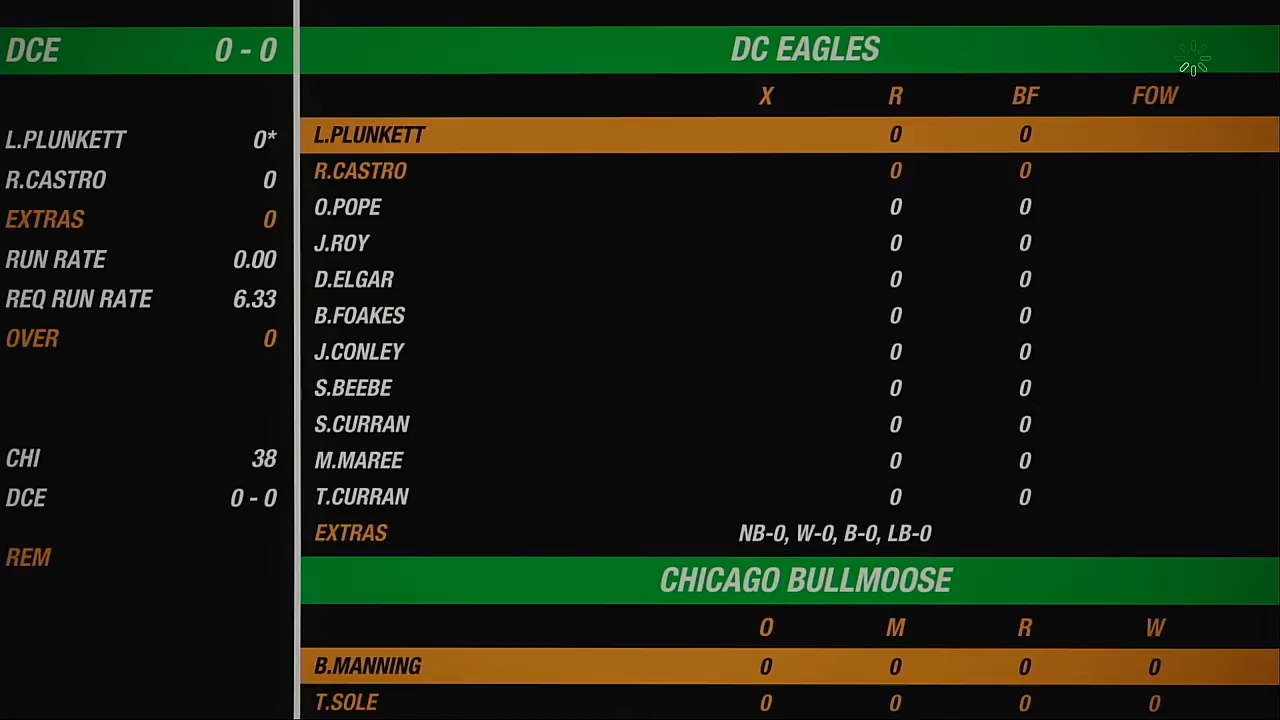 DCE 0 - 0
L.PLUNKETT 0*
R.CASTRO 0
EXTRAS 0
RUN RATE 0.00
REQ RUN RATE 6.33
OVER 0
CHI 38
DCE 0 - 0
REM
DC EAGLES
X R BF FOW
L.PLUNKETT 0 0
R.CASTRO 0 0
O.POPE 0 0
J.ROY 0 0
D.ELGAR 0 0
B.FOAKES 0 0
J.CONLEY 0 0
S.BEEBE 0 0
S.CURRAN 0 0
M.MAREE 0 0
T.CURRAN 0 0
EXTRAS NB-0, W-0, B-0, LB-0
CHICAGO BULLMOOSE
O M R W
B.MANNING 0 0 0 0
T.SOLE 0 0 0 0